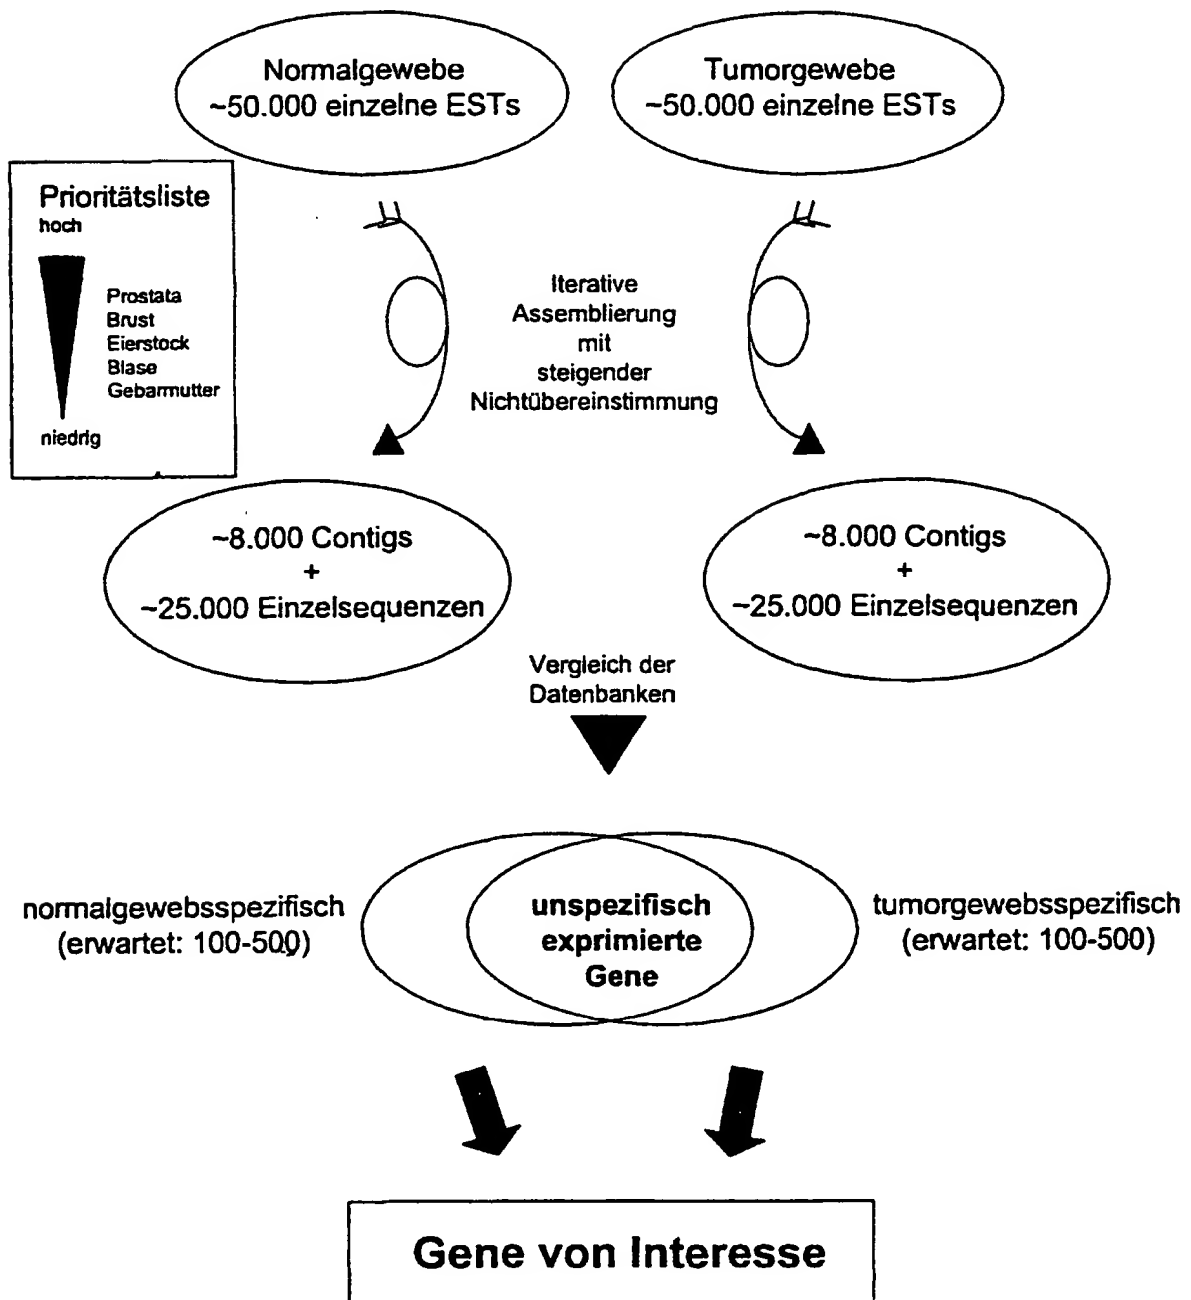 Normalgewebe
~50.000 einzelne ESTs
Tumorgewebe
~50.000 einzelne ESTs
Prioritätsliste
hoch
Prostata
Brust
Eierstock
Blase
Gebarmutter
niedrig
Iterative
Assemblierung
mit
steigender
Nichtübereinstimmung
~8.000 Contigs
+
~25.000 Einzelsequenzen
~8.000 Contigs
+
~25.000 Einzelsequenzen
Vergleich der
Datenbanken
normalgewebsspezifisch
(erwartet: 100-500)
unspezifisch
exprimierte
Gene
tumorgewebsspezifisch
(erwartet: 100-500)
Gene von Interesse